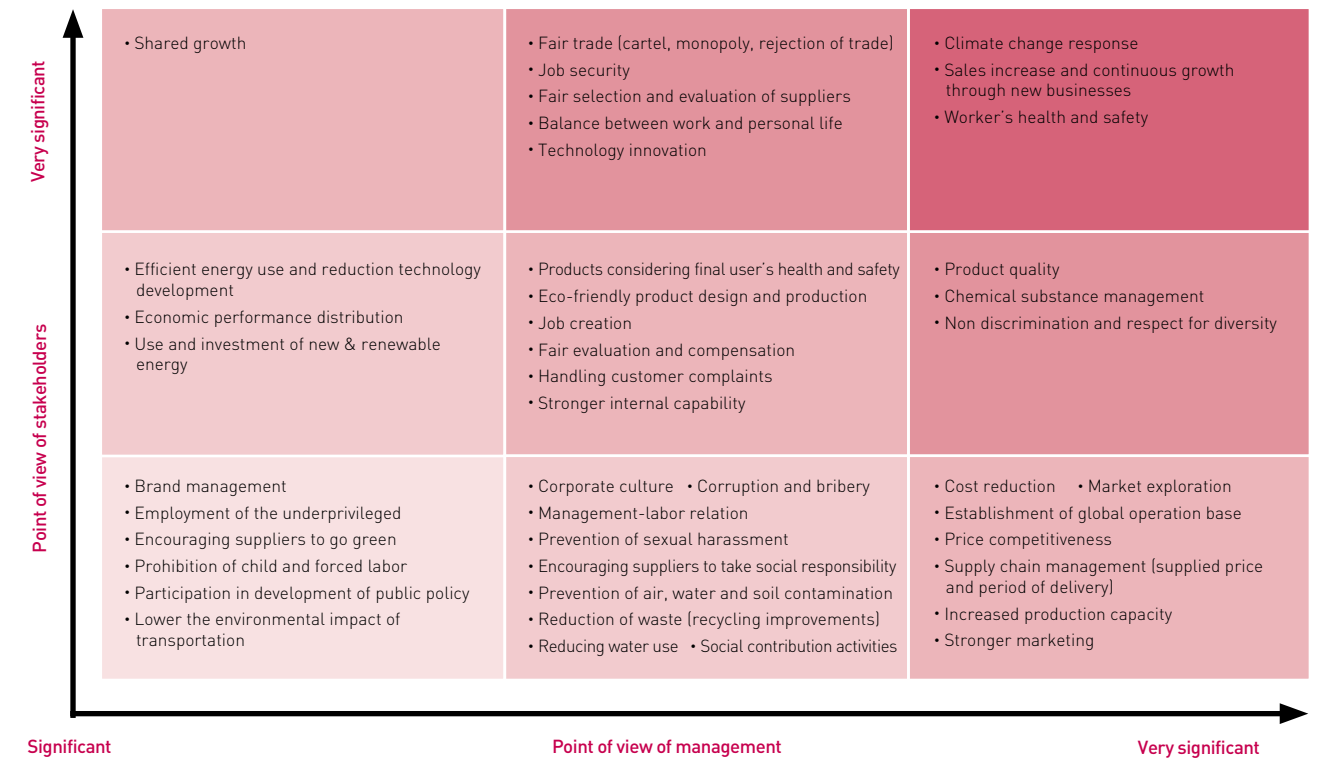 Very significant
Point of view of stakeholders
• Shared growth
• Fair trade (cartel, monopoly, rejection of trade)
• Job security
• Fair selection and evaluation of suppliers
• Balance between work and personal life
• Technology innovation
• Climate change response
• Sales increase and continuous growth
through new businesses
• Worker's health and safety
• Efficient energy use and reduction technology
development
• Economic performance distribution
• Use and investment of new & renewable
energy
• Products considering final user's health and safety
• Eco-friendly product design and production
• Job creation
• Fair evaluation and compensation
• Handling customer complaints
• Stronger internal capability
• Product quality
• Chemical substance management
• Non discrimination and respect for diversity
• Brand management
• Employment of the underprivileged
• Encouraging suppliers to go green
• Prohibition of child and forced labor
• Participation in development of public policy
• Lower the environmental impact of
transportation
• Corporate culture • Corruption and bribery
• Management-labor relation
• Prevention of sexual harassment
• Encouraging suppliers to take social responsibility
• Prevention of air, water and soil contamination
• Reduction of waste (recycling improvements)
• Reducing water use • Social contribution activities
• Cost reduction • Market exploration
• Establishment of global operation base
• Price competitiveness
• Supply chain management (supplied price
and period of delivery)
• Increased production capacity
• Stronger marketing
Significant
Point of view of management
Very significant